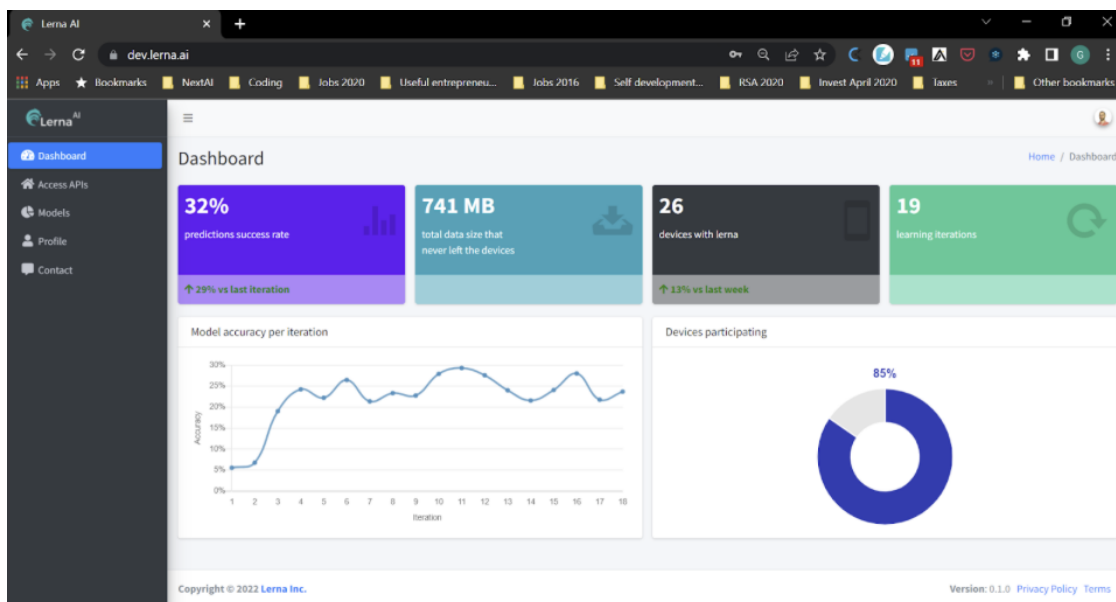 Lerna AI
dev.lerna.ai
11
G
Apps Bookmarks NextAI Coding Jobs 2020 Useful entrepreneu... Jobs 2016 Self development... RSA 2020 Invest April 2020 Taxes » Other bookmarks
Lerna AI
Dashboard
Access APIs
Models
Profile
Contact
Dashboard
Home / Dashboard
32%
predictions success rate
↑ 29% vs last iteration
741 MB
total data size that
never left the devices
26
devices with lerna
↑ 13% vs last week
19
learning iterations
Model accuracy per iteration
30%
25%
20%
15%
10%
5%
0%
Accuracy
1 2 3 4 5 6 7 8 9 10 11 12 13 14 15 16 17 18
Iteration
Devices participating
85%
Copyright © 2022 Lerna Inc.
Version: 0.1.0 Privacy Policy Terms